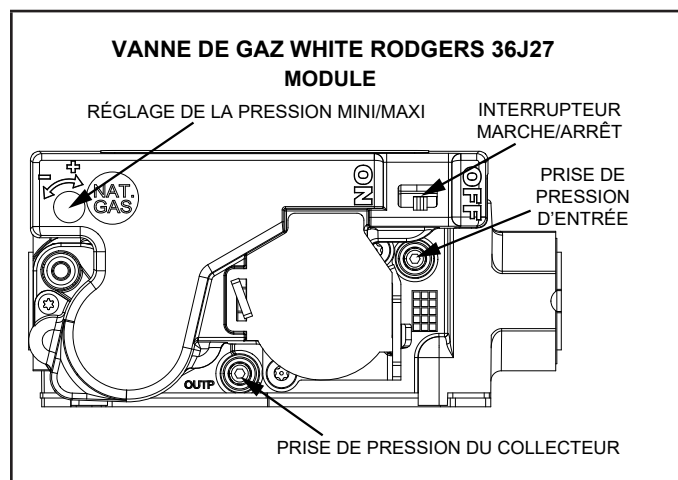 VANNE DE GAZ WHITE RODGERS 36J27
MODULE
RÉGLAGE DE LA PRESSION MINI/MAXI
INTERRUPTEUR
MARCHE/ARRÊT
PRISE DE
PRESSION
D'ENTRÉE
- +
NAT.
GAS
ON
OFF
OUTP
PRISE DE PRESSION DU COLLECTEUR